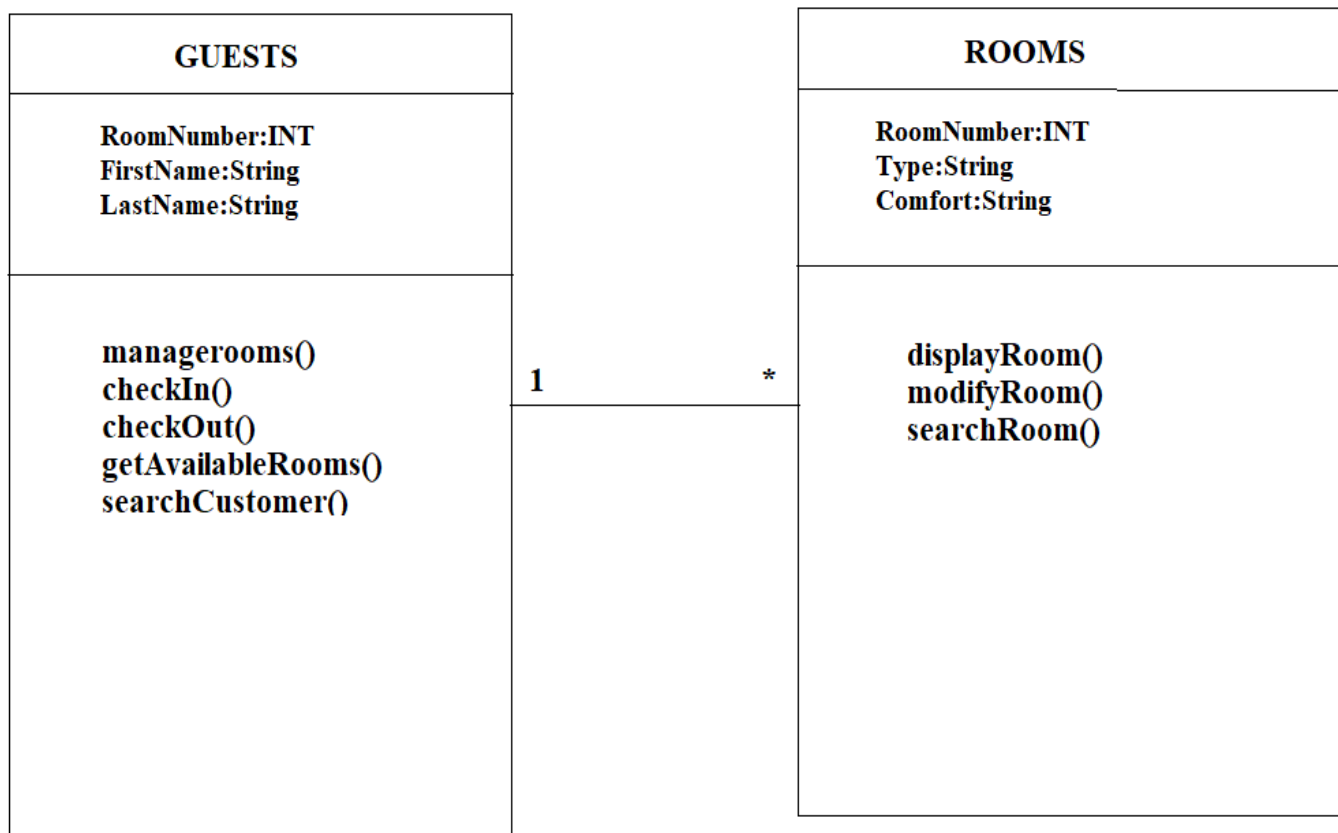 GUESTS
RoomNumber:INT
FirstName:String
LastName:String
managerooms()
checkIn()
checkOut()
getAvailableRooms()
searchCustomer()
1
*
ROOMS
RoomNumber:INT
Type:String
Comfort:String
displayRoom()
modifyRoom()
searchRoom()